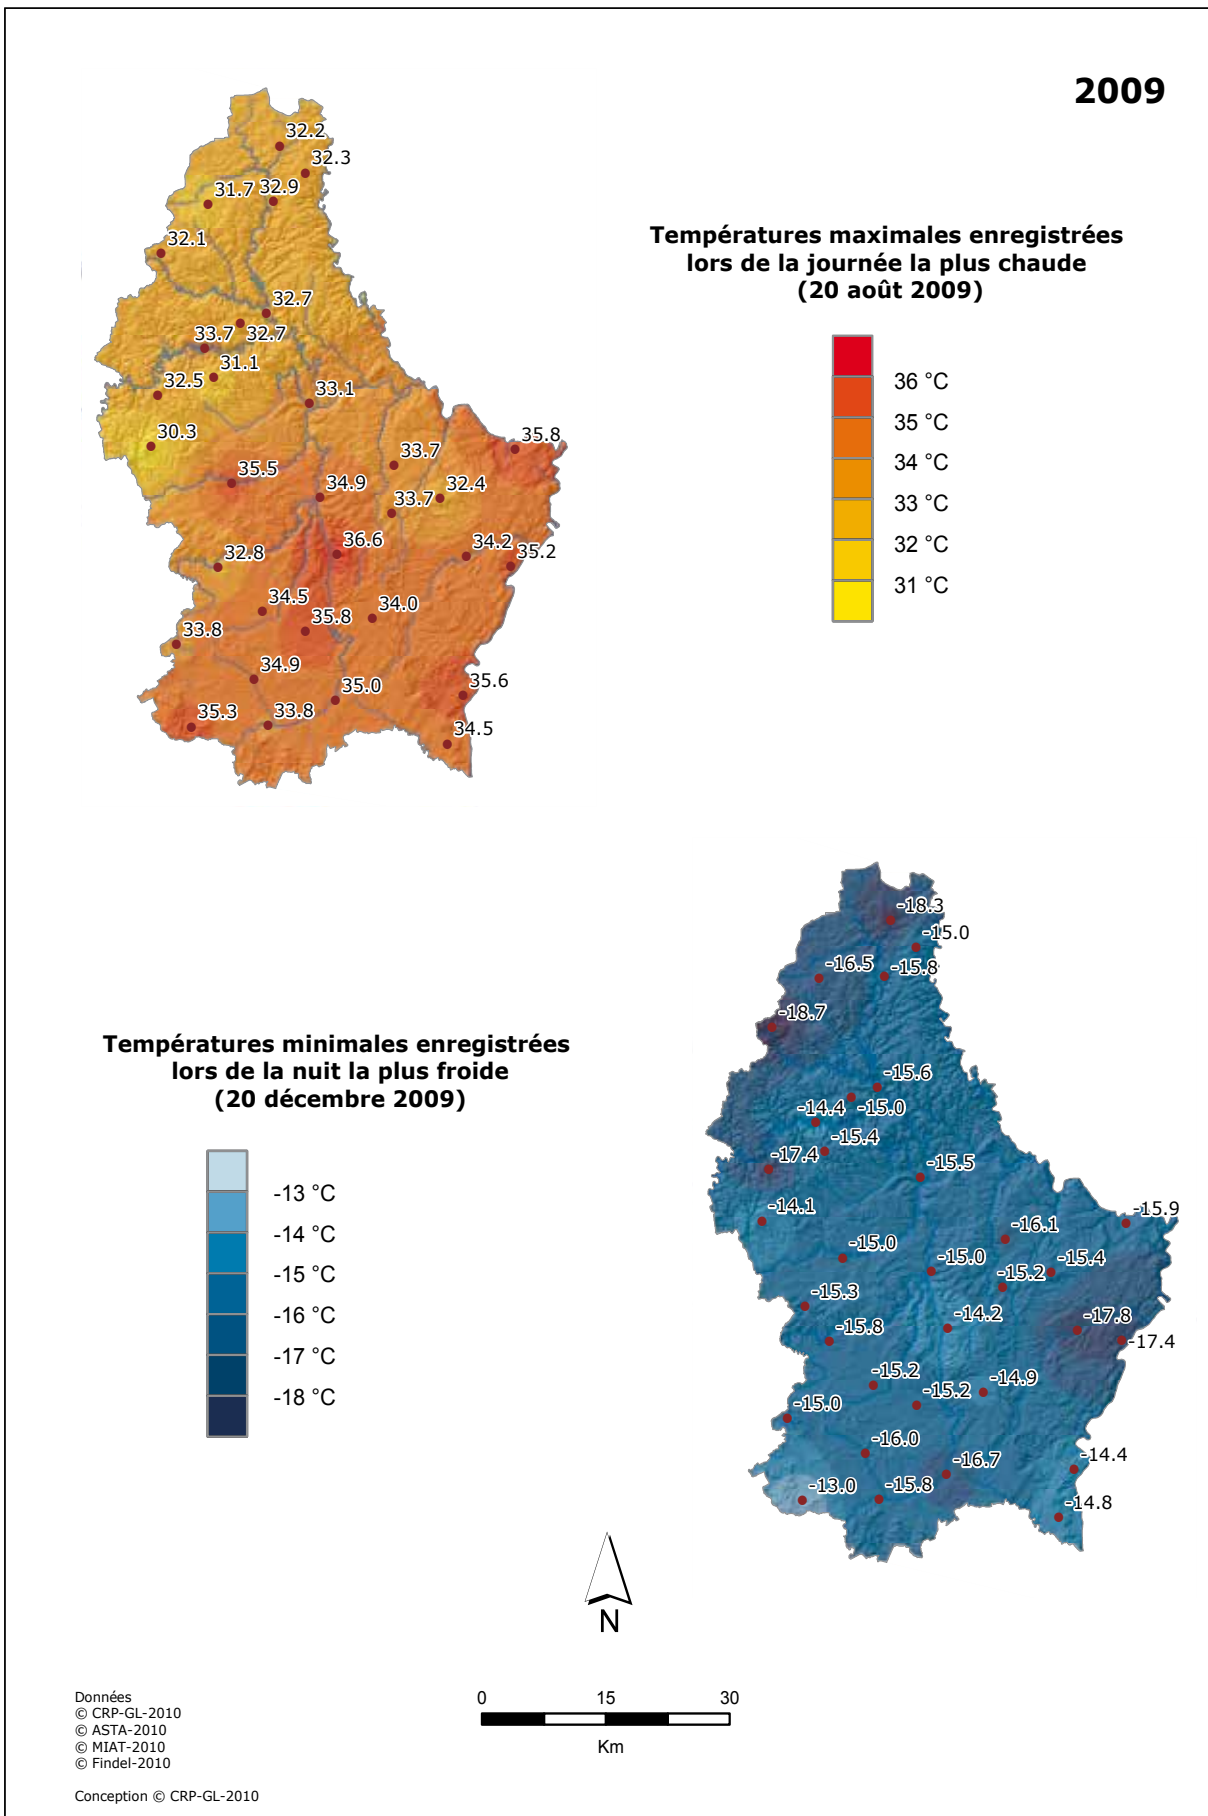 2009
32.2
32.3
31.7 32.9
32.1
32.7
33.7 32.7
31.1
32.5
33.1
30.3
35.8
33.7
35.5
34.9
32.4
33.7
36.6
34.2
35.2
32.8
34.5
34.0
35.8
33.8
34.9
35.6
35.0
35.3
33.8
34.5
Températures maximales enregistrées
lors de la journée la plus chaude
(20 août 2009)
36 °C
35 °C
34 °C
33 °C
32 °C
31 °C
-18.3
-15.0
-16.5
-15.8
-18.7
-15.6
-14.4 -15.0
-15.4
-17.4
-15.5
-14.1
-15.9
-16.1
-15.0
-15.0
-15.4
-15.2
-15.3
-14.2
-17.8
-15.8
-17.4
-15.2
-14.9
-15.2
-15.0
-16.0
-14.4
-16.7
-13.0
-15.8
-14.8
Températures minimales enregistrées
lors de la nuit la plus froide
(20 décembre 2009)
-13 °C
-14 °C
-15 °C
-16 °C
-17 °C
-18 °C
N
0 15 30
Km
Données
© CRP-GL-2010
© ASTA-2010
© MIAT-2010
© Findel-2010
Conception © CRP-GL-2010